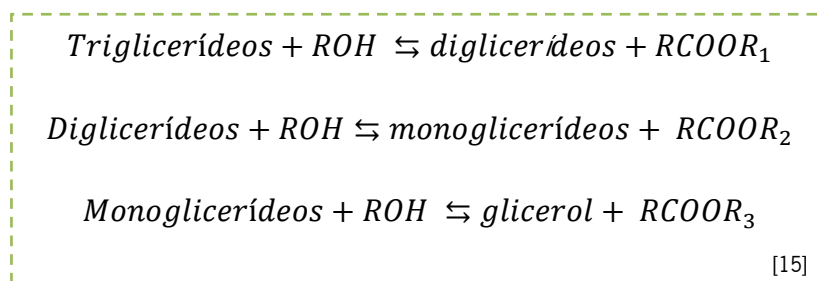 Triglicerídeos + ROH ⇆ diglicerídeos + RCOOR₁
Diglicerídeos + ROH ⇆ monoglicerídeos + RCOOR₂
Monoglicerídeos + ROH ⇆ glicerol + RCOOR₃
[15]